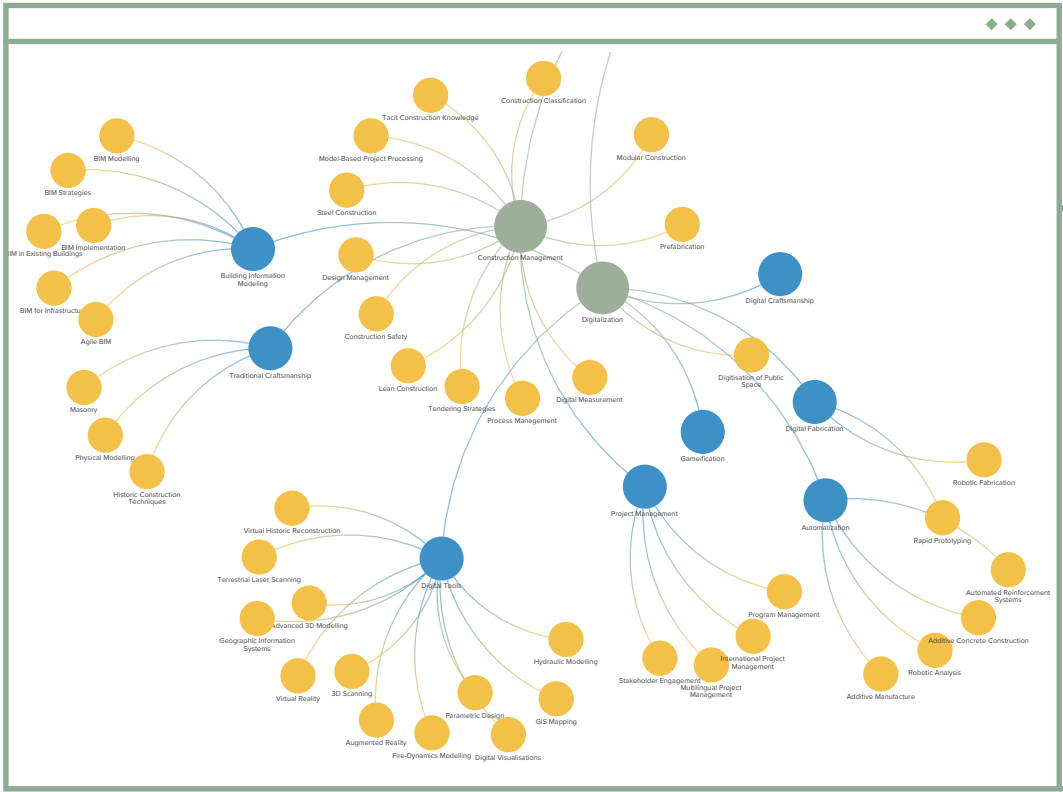 Construction Classification
Tacit Construction Knowledge
BIM Modelling
Model-Based Project Processing
Modular Construction
BIM Strategies
Steel Construction
BIM Implementation
IM in Existing Buildings
Prefabrication
Construction Management
Building Information
Modeling
Design Management
Digital Craftsmanship
BIM for Infrastructu
Digitalization
Agile BIM
Construction Safety
Traditional Craftsmanship
Digitisation of Public
Space
Lean Construction
Digital Measurement
Tendering Strategies
Masonry
Process Management
Digital Fabrication
Physical Modelling
Gameification
Robotic Fabrication
Historic Construction
Techniques
Project Management
Automatization
Virtual Historic Reconstruction
Rapid Prototyping
Terrestrial Laser Scanning
Digital Tools
Automated Reinforcement
Systems
Program Management
Advanced 3D Modelling
Geographic Information
Systems
Additive Concrete Construction
Hydraulic Modelling
International Project
Management
Stakeholder Engagement
Robotic Analysis
Multilingual Project
Management
3D Scanning
Virtual Reality
Additive Manufacture
Parametric Design
GIS Mapping
Augmented Reality
Fire-Dynamics Modelling
Digital Visualisations